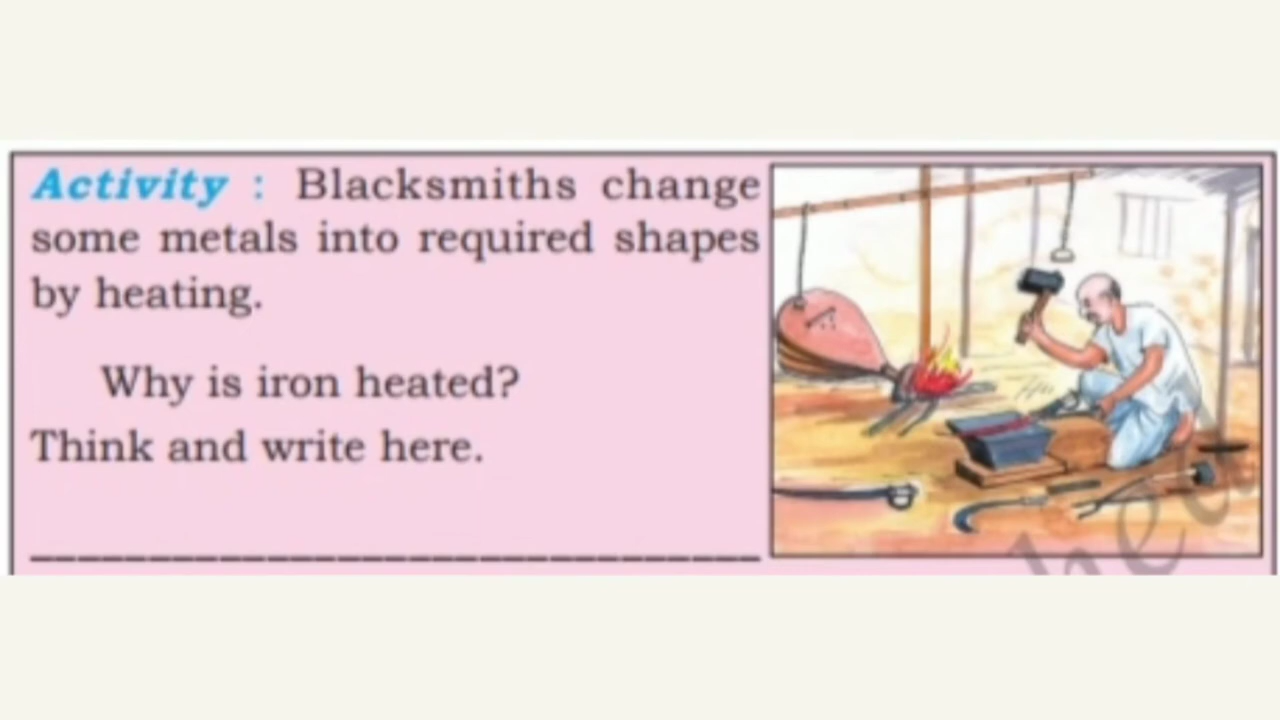 Activity : Blacksmiths change
some metals into required shapes
by heating.
Why is iron heated?
Think and write here.